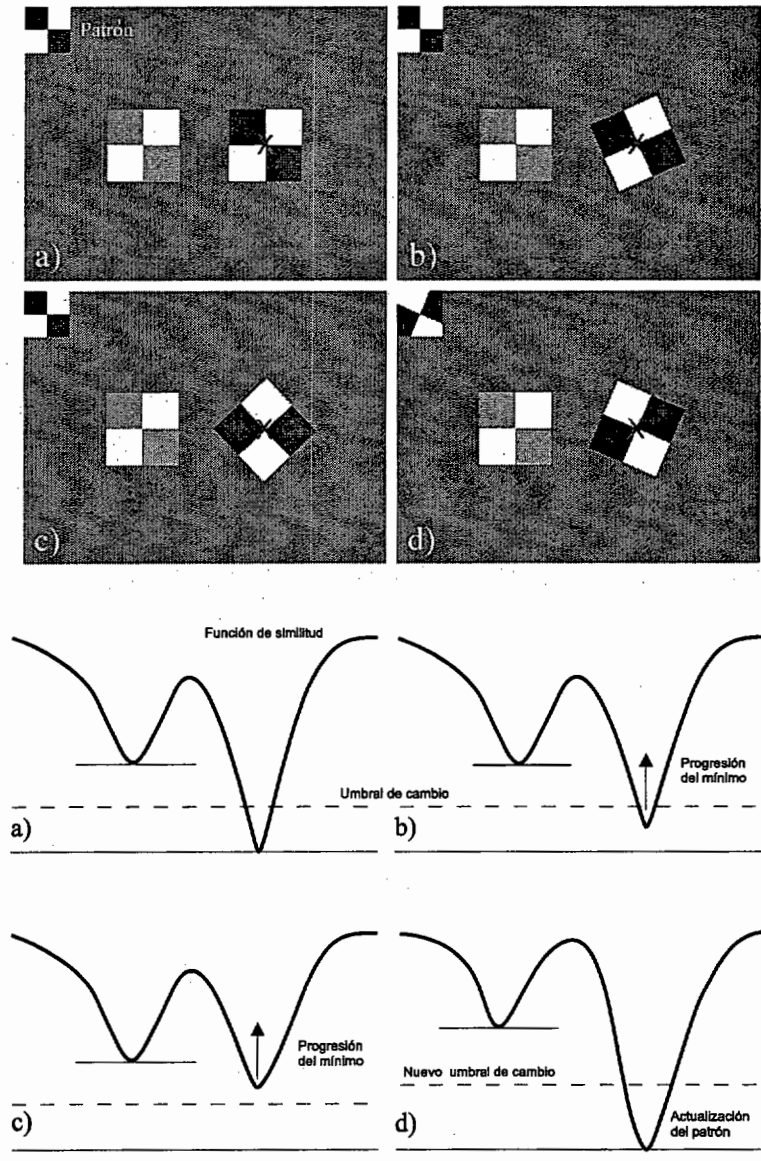 Patrón
a)
b)
c)
d)
Función de similitud
Umbral de cambio
a)
Progresión
del mínimo
b)
Progresión
del mínimo
c)
Nuevo umbral de cambio
Actualización
del patrón
d)